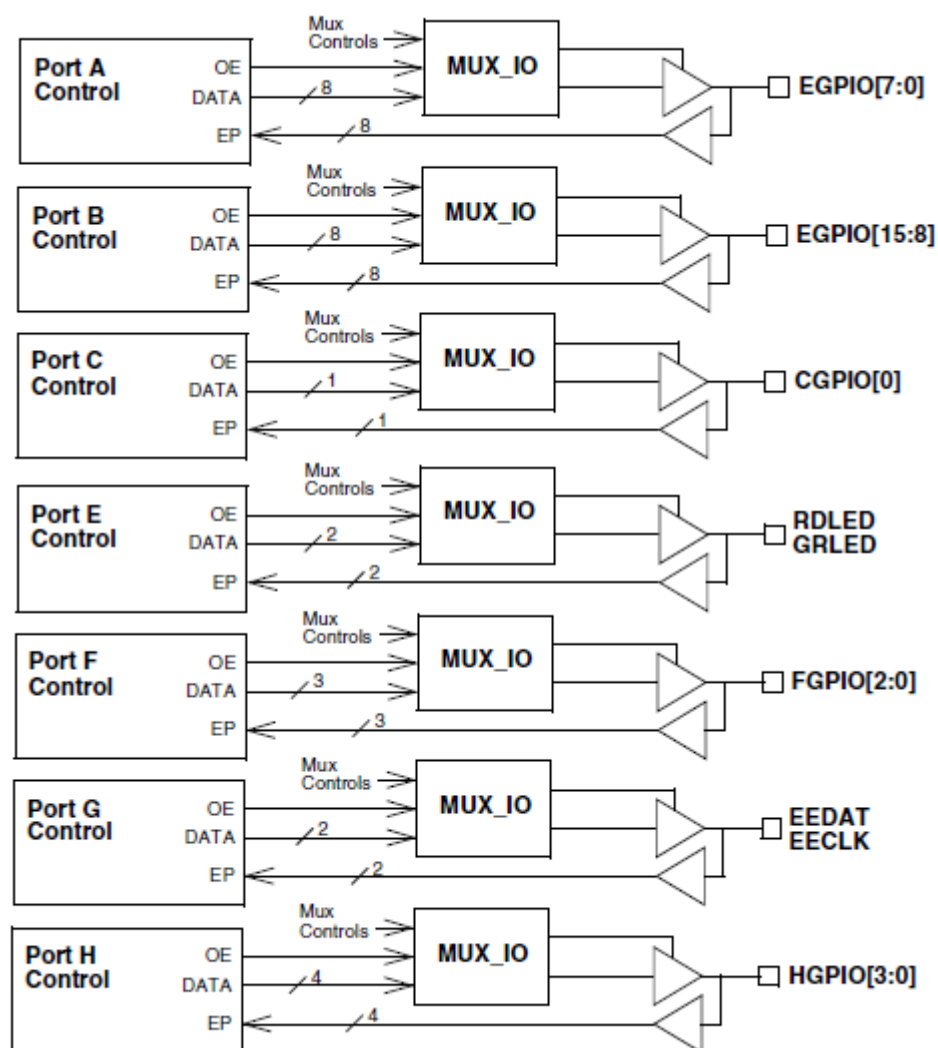 Mux
Controls
Port A
Control
OE
DATA
8
EP
8
MUX_IO
EGPIO[7:0]
Mux
Controls
Port B
Control
OE
DATA
8
EP
8
MUX_IO
EGPIO[15:8]
Mux
Controls
Port C
Control
OE
DATA
1
EP
1
MUX_IO
CGPIO[0]
Mux
Controls
Port E
Control
OE
DATA
2
EP
2
MUX_IO
RDLED
GRLED
Mux
Controls
Port F
Control
OE
DATA
3
EP
3
MUX_IO
FGPIO[2:0]
Mux
Controls
Port G
Control
OE
DATA
2
EP
2
MUX_IO
EEDAT
EECLK
Mux
Controls
Port H
Control
OE
DATA
4
EP
4
MUX_IO
HGPIO[3:0]